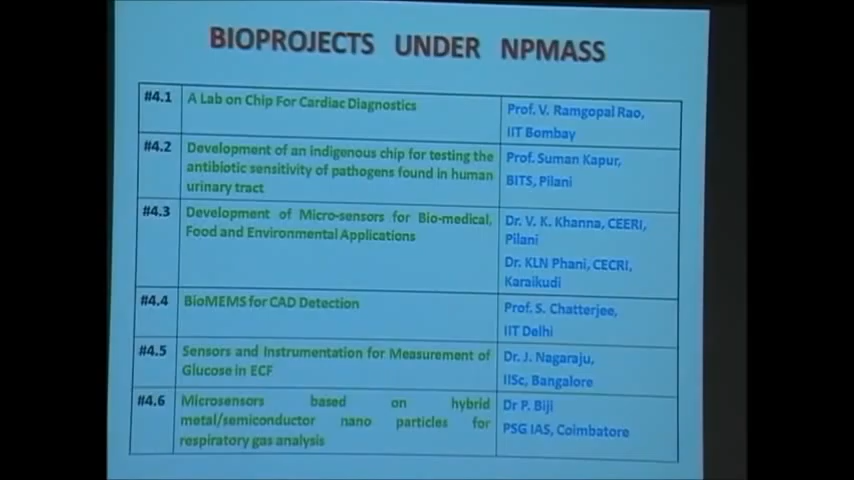 BIOPROJECTS UNDER NPMASS
#4.1
A Lab on Chip For Cardiac Diagnostics
Prof. V. Ramgopal Rao,
IIT Bombay
#4.2
Development of an indigenous chip for testing the
antibiotic sensitivity of pathogens found in human
urinary tract
Prof. Suman Kapur,
BITS, Pilani
#4.3
Development of Micro-sensors for Bio-medical,
Food and Environmental Applications
Dr. V. K. Khanna, CEERI,
Pilani
Dr. KLN Phani, CECRI,
Karaikudi
#4.4
BioMEMS for CAD Detection
Prof. S. Chatterjee,
IIT Delhi
#4.5
Sensors and Instrumentation for Measurement of
Glucose in ECF
Dr. J. Nagaraju,
IISc, Bangalore
#4.6
Microsensors based on hybrid
metal/semiconductor nano particles for
respiratory gas analysis
Dr P. Biji
PSG IAS, Coimbatore